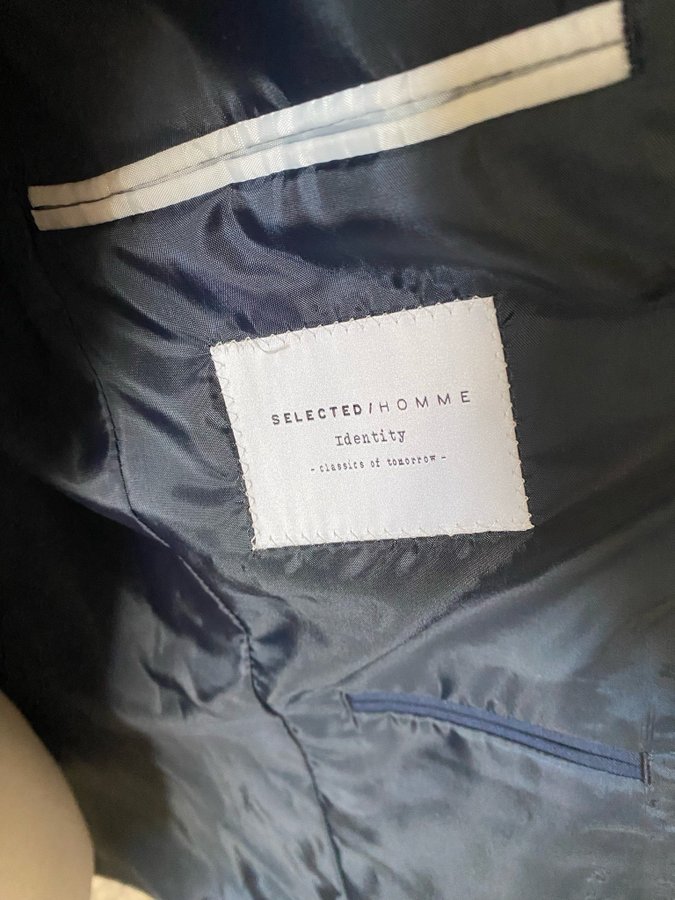 SELECTED/HOMME
Identity
- classics of tomorrow -